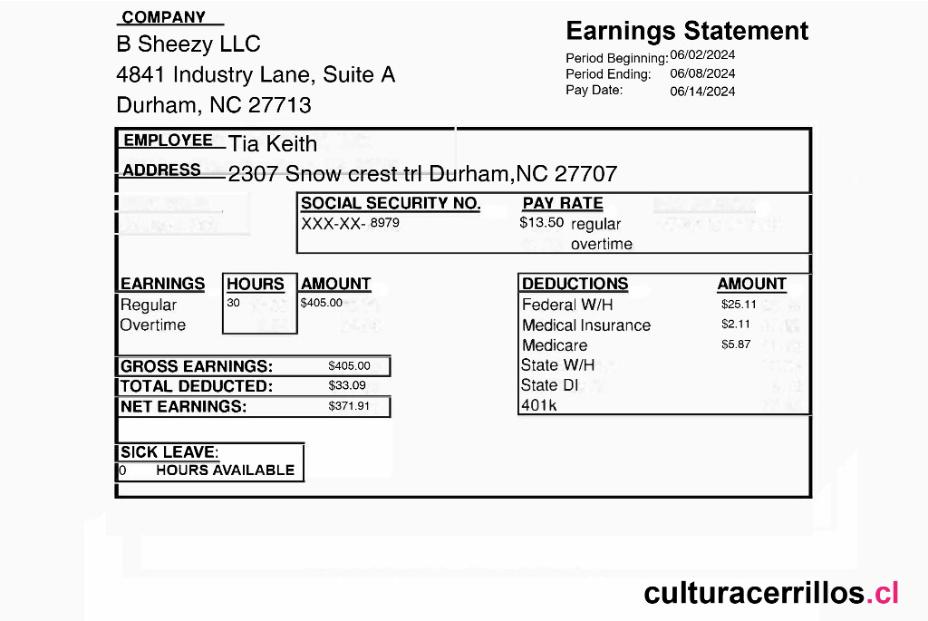 COMPANY
B Sheezy LLC
4841 Industry Lane, Suite A
Durham, NC 27713
Earnings Statement
Period Beginning: 06/02/2024
Period Ending: 06/08/2024
Pay Date: 06/14/2024
EMPLOYEE Tia Keith
ADDRESS 2307 Snow crest trl Durham,NC 27707
SOCIAL SECURITY NO. PAY RATE
XXX-XX- 8979 $13.50 regular
overtime
EARNINGS HOURS AMOUNT DEDUCTIONS AMOUNT
Regular 30 $405.00 Federal W/H $25.11
Overtime Medical Insurance $2.11
Medicare $5.87
GROSS EARNINGS: $405.00 State W/H
TOTAL DEDUCTED: $33.09 State DI
NET EARNINGS: $371.91 401k
SICK LEAVE:
0 HOURS AVAILABLE
culturacerrillos.cl